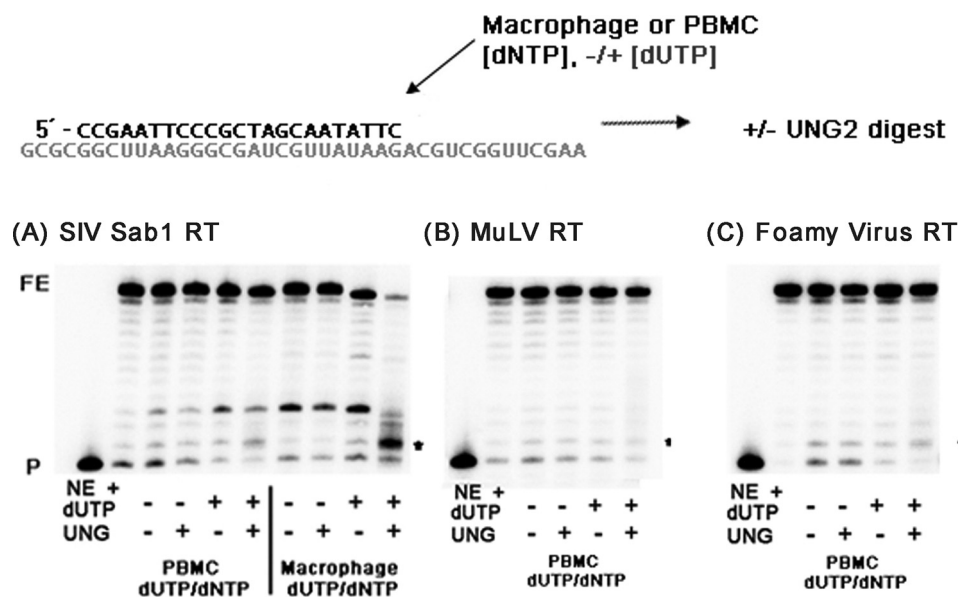 Macrophage or PBMC
[dNTP], -/+ [dUTP]
5´ - CCGAATTCCCGCTAGCAATATTC
GCGCGGCUUAAGGGCGAUCGUUAUAAGACGUCGGUUCGAA
+/- UNG2 digest
(A) SIV Sab1 RT
(B) MuLV RT
(C) Foamy Virus RT
FE
P
NE +
dUTP - - + + - - + +
UNG - + - + - + - +
PBMC
dUTP/dNTP
Macrophage
dUTP/dNTP
NE +
dUTP - - + +
UNG - + - +
PBMC
dUTP/dNTP
NE +
dUTP - - + +
UNG - + - +
PBMC
dUTP/dNTP